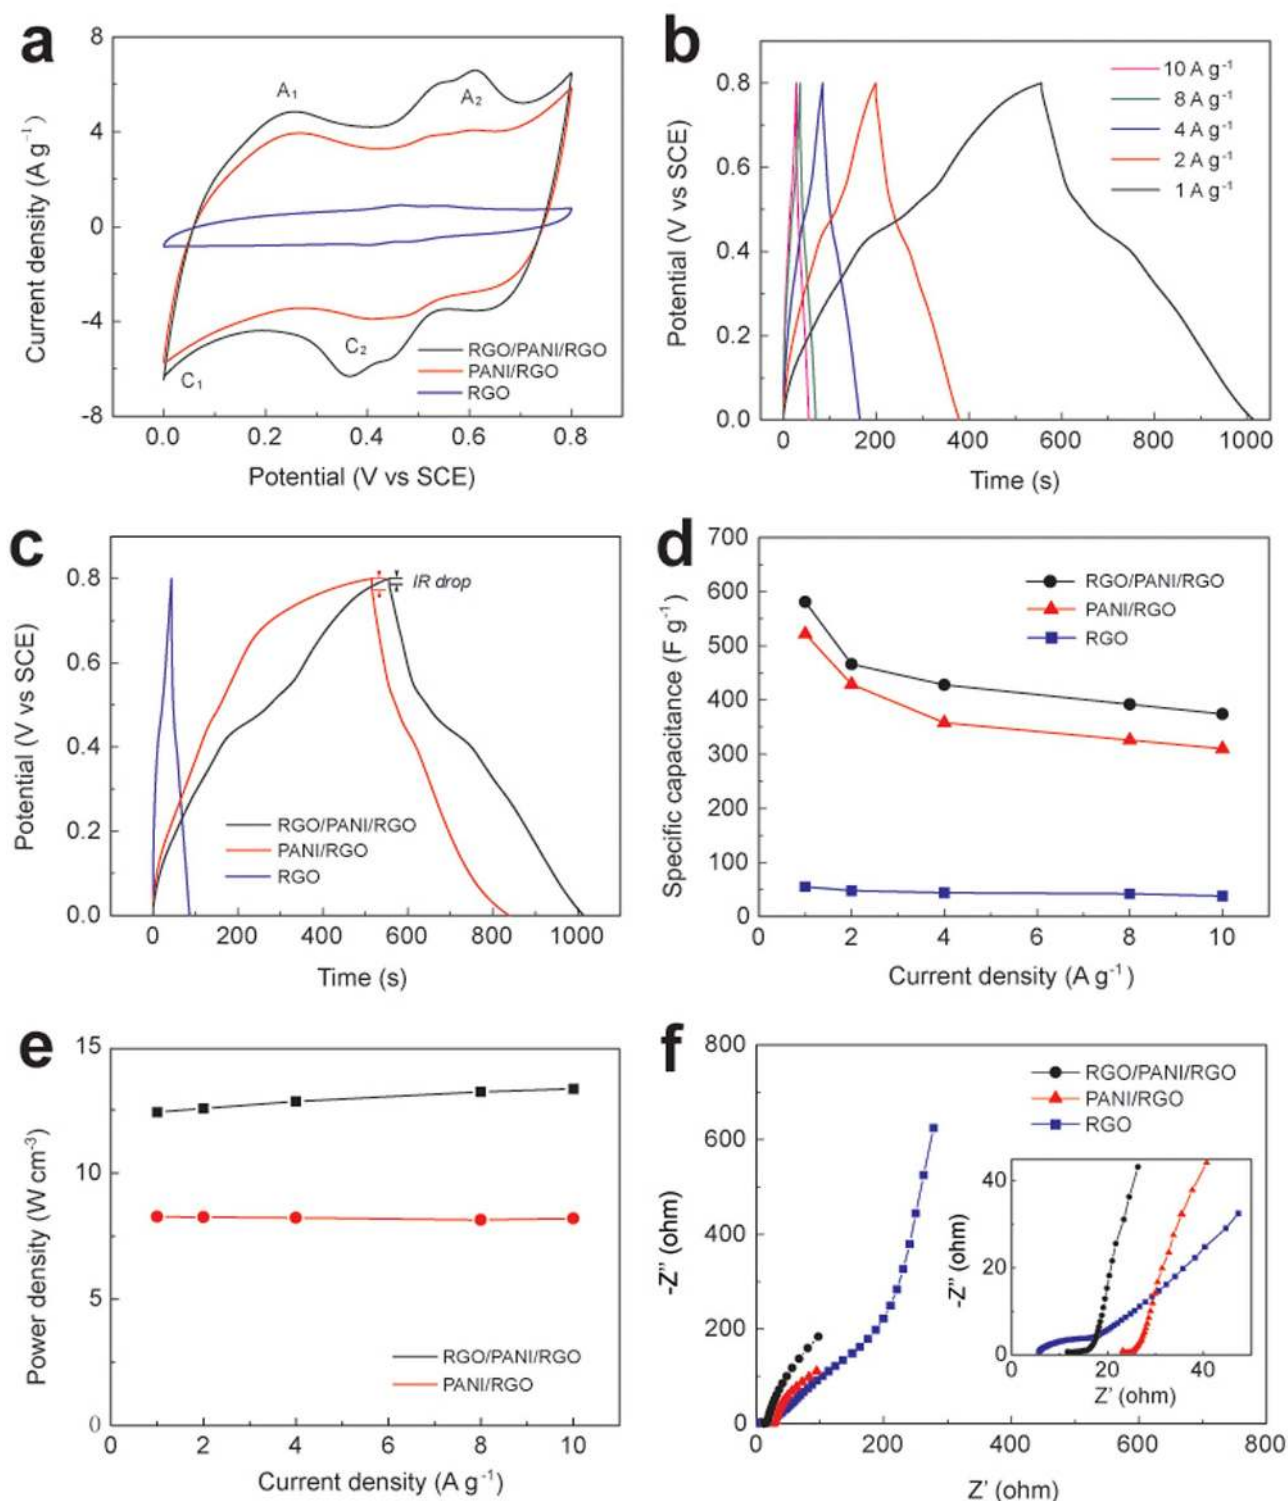 a
8
4
0
-4
-8
Current density (A g⁻¹)
A₁
A₂
C₂
C₁
RGO/PANI/RGO
PANI/RGO
RGO
0.0 0.2 0.4 0.6 0.8
Potential (V vs SCE)
b
0.8
0.6
0.4
0.2
0.0
Potential (V vs SCE)
10 A g⁻¹
8 A g⁻¹
4 A g⁻¹
2 A g⁻¹
1 A g⁻¹
0 200 400 600 800 1000
Time (s)
c
0.8
0.6
0.4
0.2
0.0
Potential (V vs SCE)
IR drop
RGO/PANI/RGO
PANI/RGO
RGO
0 200 400 600 800 1000
Time (s)
d
700
600
500
400
300
200
100
0
Specific capacitance (F g⁻¹)
RGO/PANI/RGO
PANI/RGO
RGO
0 2 4 6 8 10
Current density (A g⁻¹)
e
15
10
5
0
Power density (W cm⁻³)
RGO/PANI/RGO
PANI/RGO
0 2 4 6 8 10
Current density (A g⁻¹)
f
800
600
400
200
0
-Z" (ohm)
RGO/PANI/RGO
PANI/RGO
RGO
40
20
0
-Z" (ohm)
0 20 40
Z' (ohm)
0 200 400 600 800
Z' (ohm)